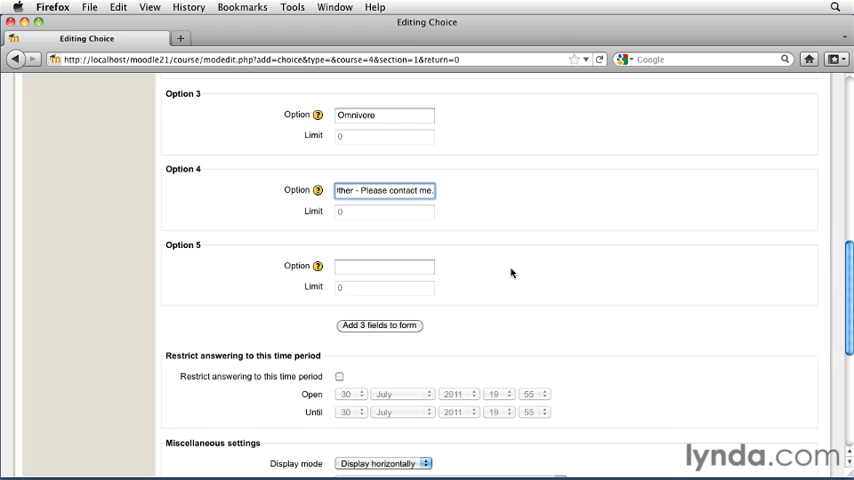 Firefox File Edit View History Bookmarks Tools Window Help
Editing Choice
Editing Choice
http://localhost/moodle21/course/modedit.php?add=choice&type=&course=4&section=1&return=0
Google
Option 3
Option Omnivore
Limit 0
Option 4
Option ther - Please contact me.
Limit 0
Option 5
Option
Limit 0
Add 3 fields to form
Restrict answering to this time period
Restrict answering to this time period
Open 30 July 2011 19 55
Until 30 July 2011 19 55
Miscellaneous settings
Display mode Display horizontally
lynda.com